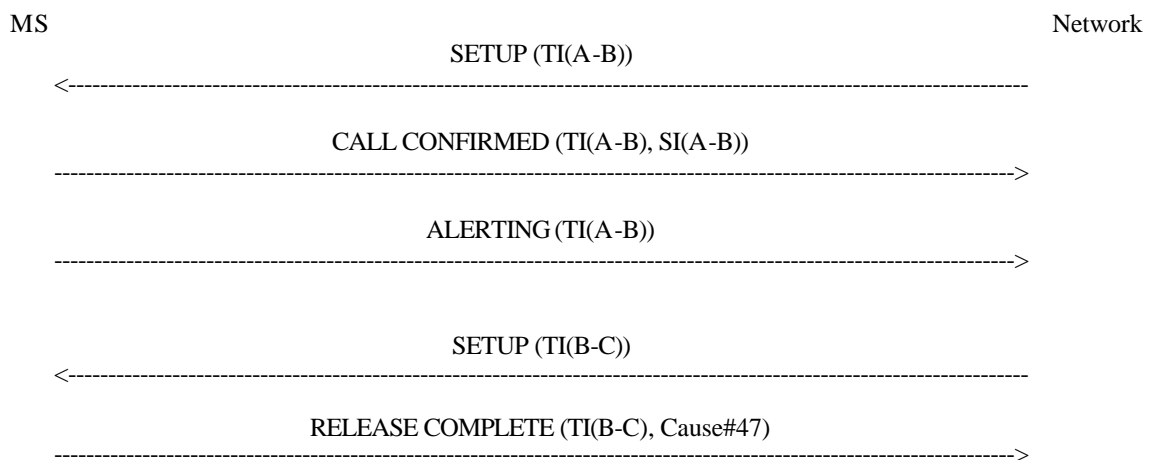 MS Network
SETUP (TI(A-B))
<------------------------------------------------------------------------------------------------------------------------
CALL CONFIRMED (TI(A-B), SI(A-B))
------------------------------------------------------------------------------------------------------------------------>
ALERTING (TI(A-B))
------------------------------------------------------------------------------------------------------------------------>
SETUP (TI(B-C))
<------------------------------------------------------------------------------------------------------------------------
RELEASE COMPLETE (TI(B-C), Cause#47)
------------------------------------------------------------------------------------------------------------------------>